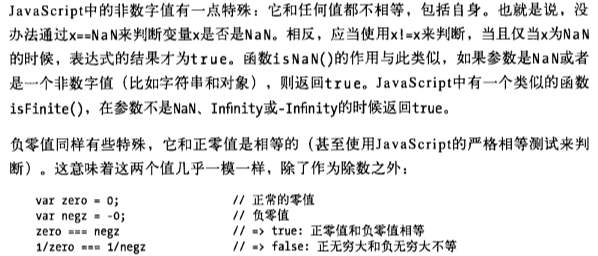 JavaScript中的非数字值有一点特殊：它和任何值都不相等，包括自身。也就是说，没
办法通过x==NaN来判断变量x是否是NaN。相反，应当使用x!=x来判断，当且仅当x为NaN
的时候，表达式的结果才为true。函数isNaN()的作用与此类似，如果参数是NaN或者
是一个非数字值（比如字符串和对象），则返回true。JavaScript中有一个类似的函数
isFinite()，在参数不是NaN、Infinity或-Infinity的时候返回true。
负零值同样有些特殊，它和正零值是相等的（甚至使用JavaScript的严格相等测试来判
断）。这意味着这两个值几乎一模一样，除了作为除数之外：
var zero = 0; // 正常的零值
var negz = -0; // 负零值
zero === negz // => true: 正零值和负零值相等
1/zero === 1/negz // => false: 正无穷大和负无穷大不等